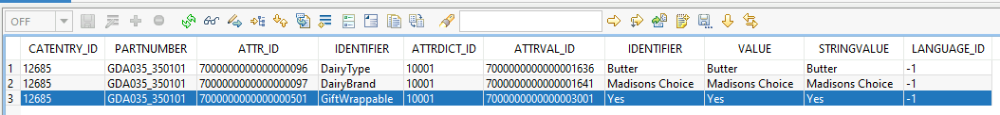 OFF
CATENTRY_ID PARTNUMBER ATTR_ID IDENTIFIER ATTRDICT_ID ATTRVAL_ID IDENTIFIER VALUE STRINGVALUE LANGUAGE_ID
1 12685 GDA035_350101 7000000000000000096 DairyType 10001 7000000000000001636 Butter Butter Butter -1
2 12685 GDA035_350101 7000000000000000097 DairyBrand 10001 7000000000000001641 Madisons Choice Madisons Choice Madisons Choice -1
3 12685 GDA035_350101 7000000000000000501 GiftWrappable 10001 7000000000000003001 Yes Yes Yes -1